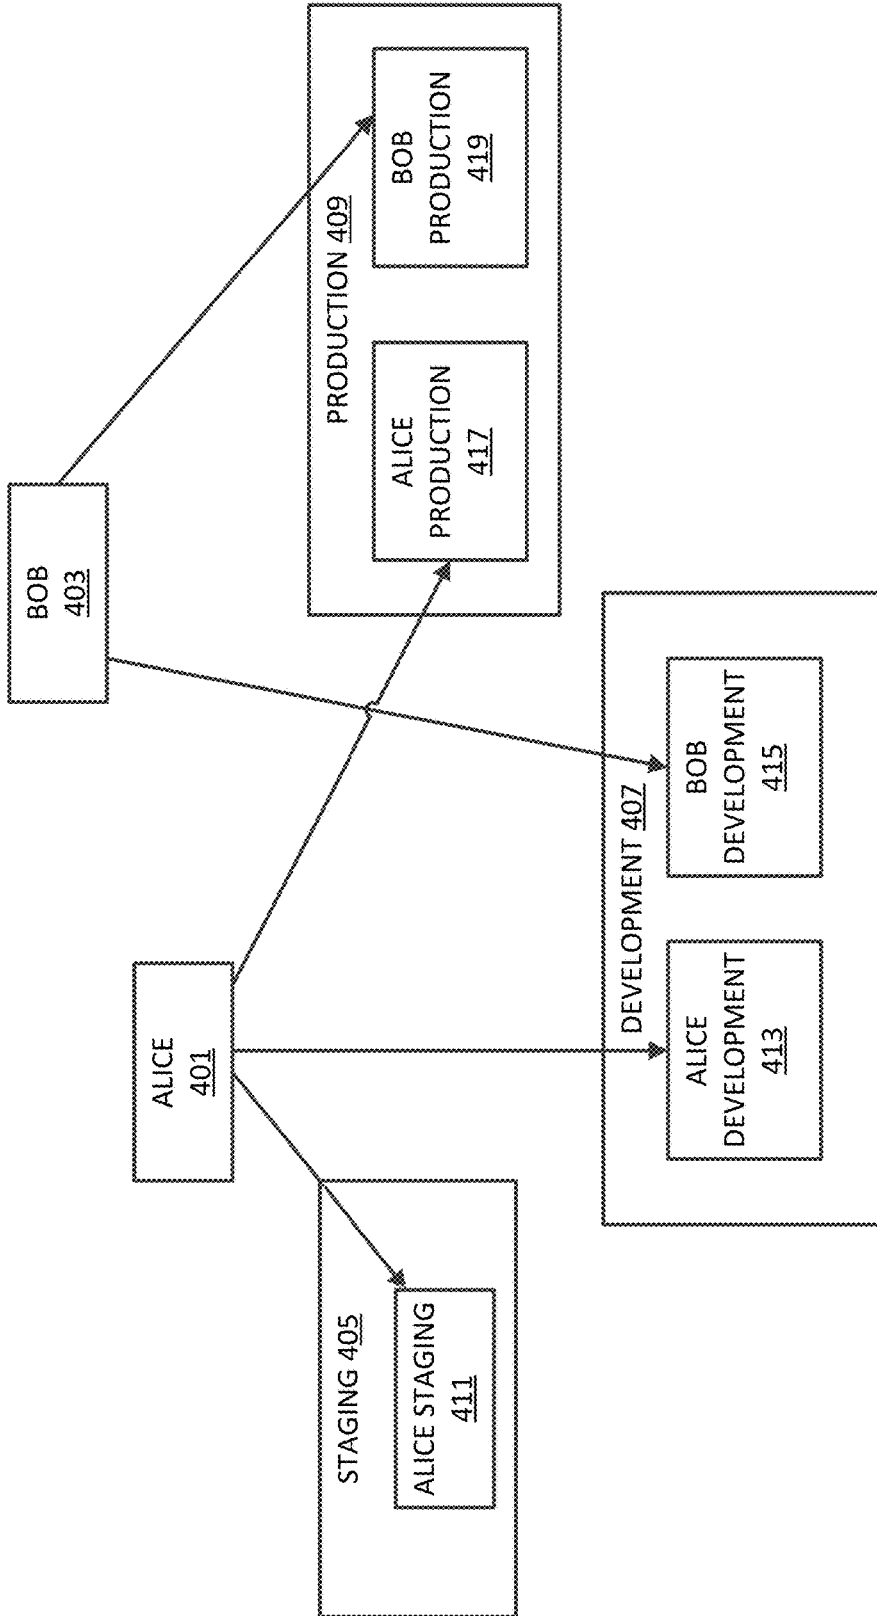 BOB
403
ALICE
401
STAGING 405
ALICE STAGING
411
PRODUCTION 409
ALICE
PRODUCTION
417
BOB
PRODUCTION
419
DEVELOPMENT 407
ALICE
DEVELOPMENT
413
BOB
DEVELOPMENT
415